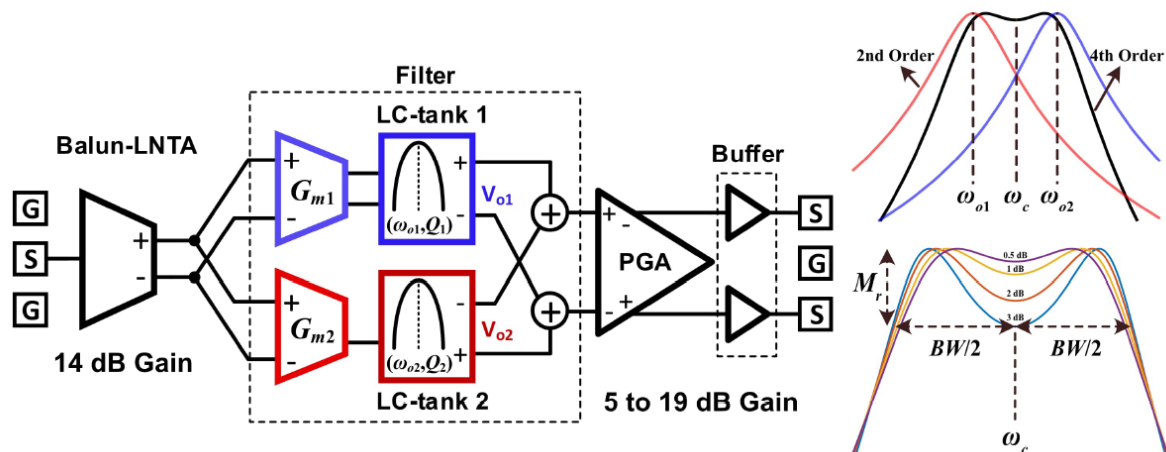 Filter
LC-tank 1
Balun-LNTA
G
S
G
+
-
14 dB Gain
+
-
Gm1
(ωo1,Q1)
+
-
Vo1
+
-
Gm2
(ωo2,Q2)
-
+
Vo2
LC-tank 2
+
+
+
-
PGA
+
-
5 to 19 dB Gain
Buffer
S
G
S
2nd Order
4th Order
ωo1
ωc
ωo2
Mr
0.5 dB
1 dB
2 dB
3 dB
BW/2
BW/2
ωc